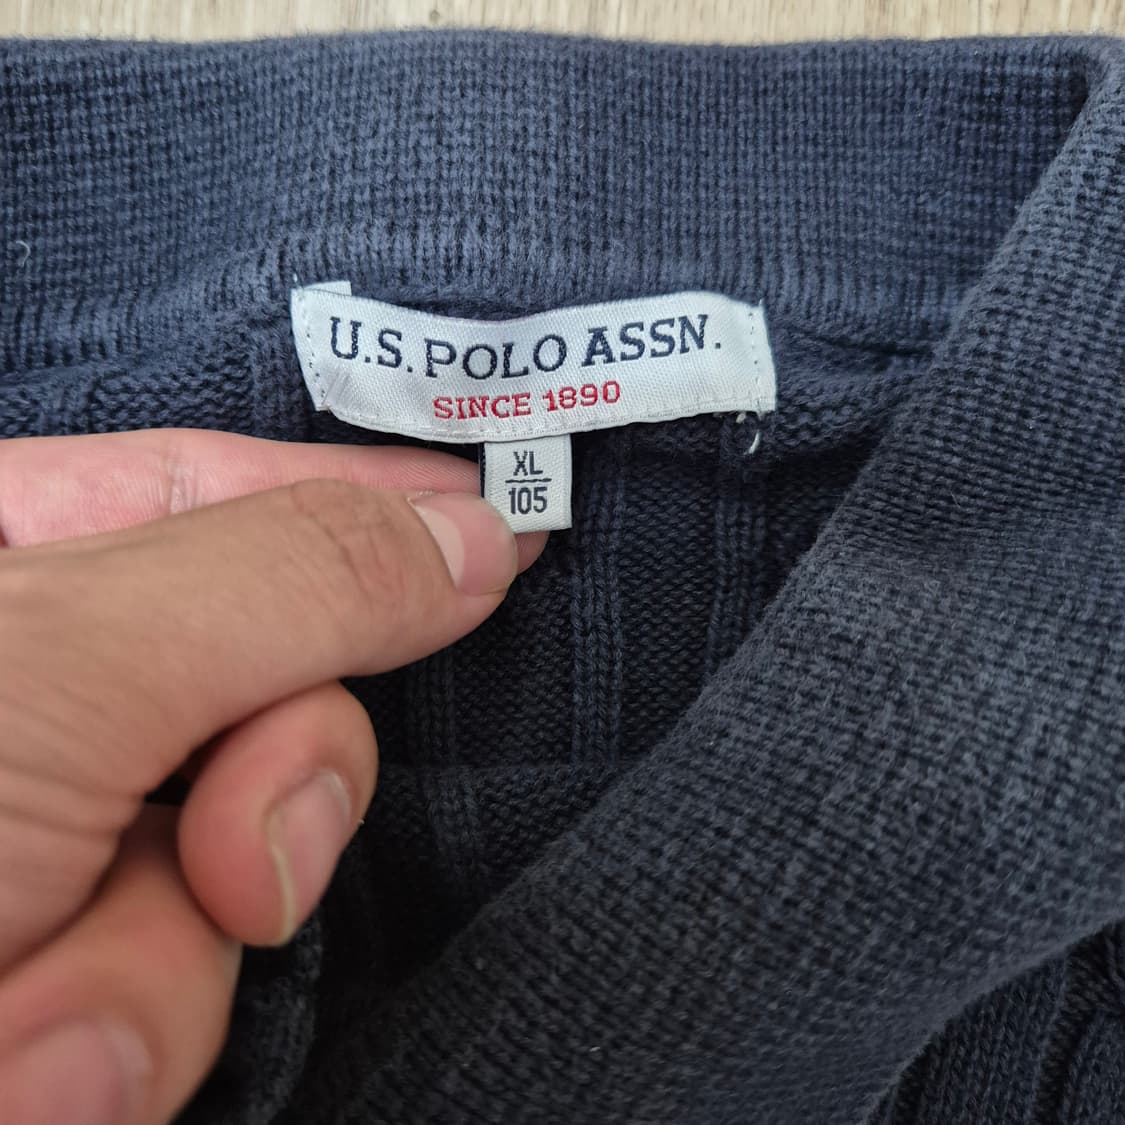 U.S. POLO ASSN.
SINCE 1890
XL
105